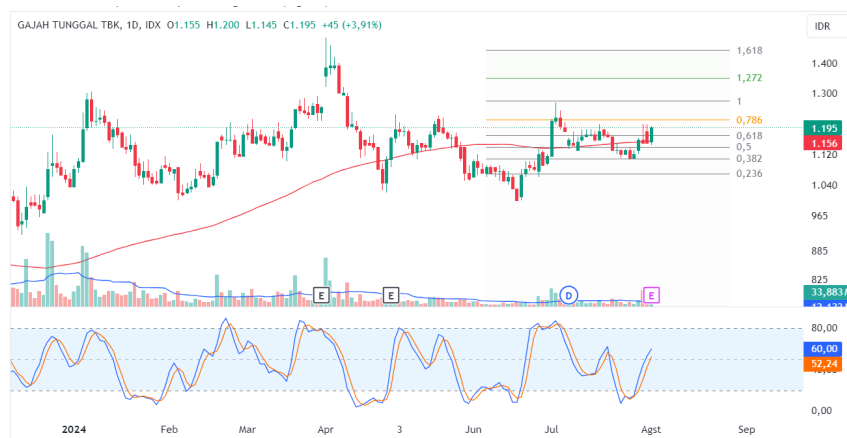 GAJAH TUNGGAL TBK, 1D, IDX O1.155 H1.200 L1.145 C1.195 +45 (+3,91%)
IDR
1,618
1.400
1,272
1.300
1
0,786
1.195
0,618
1.156
0,5
1.120
0,382
0,236
1.040
965
885
825
E
E
D
E
33,883
80,00
60,00
52,24
0,00
2024
Feb
Mar
Apr
3
Jun
Jul
Agst
Sep